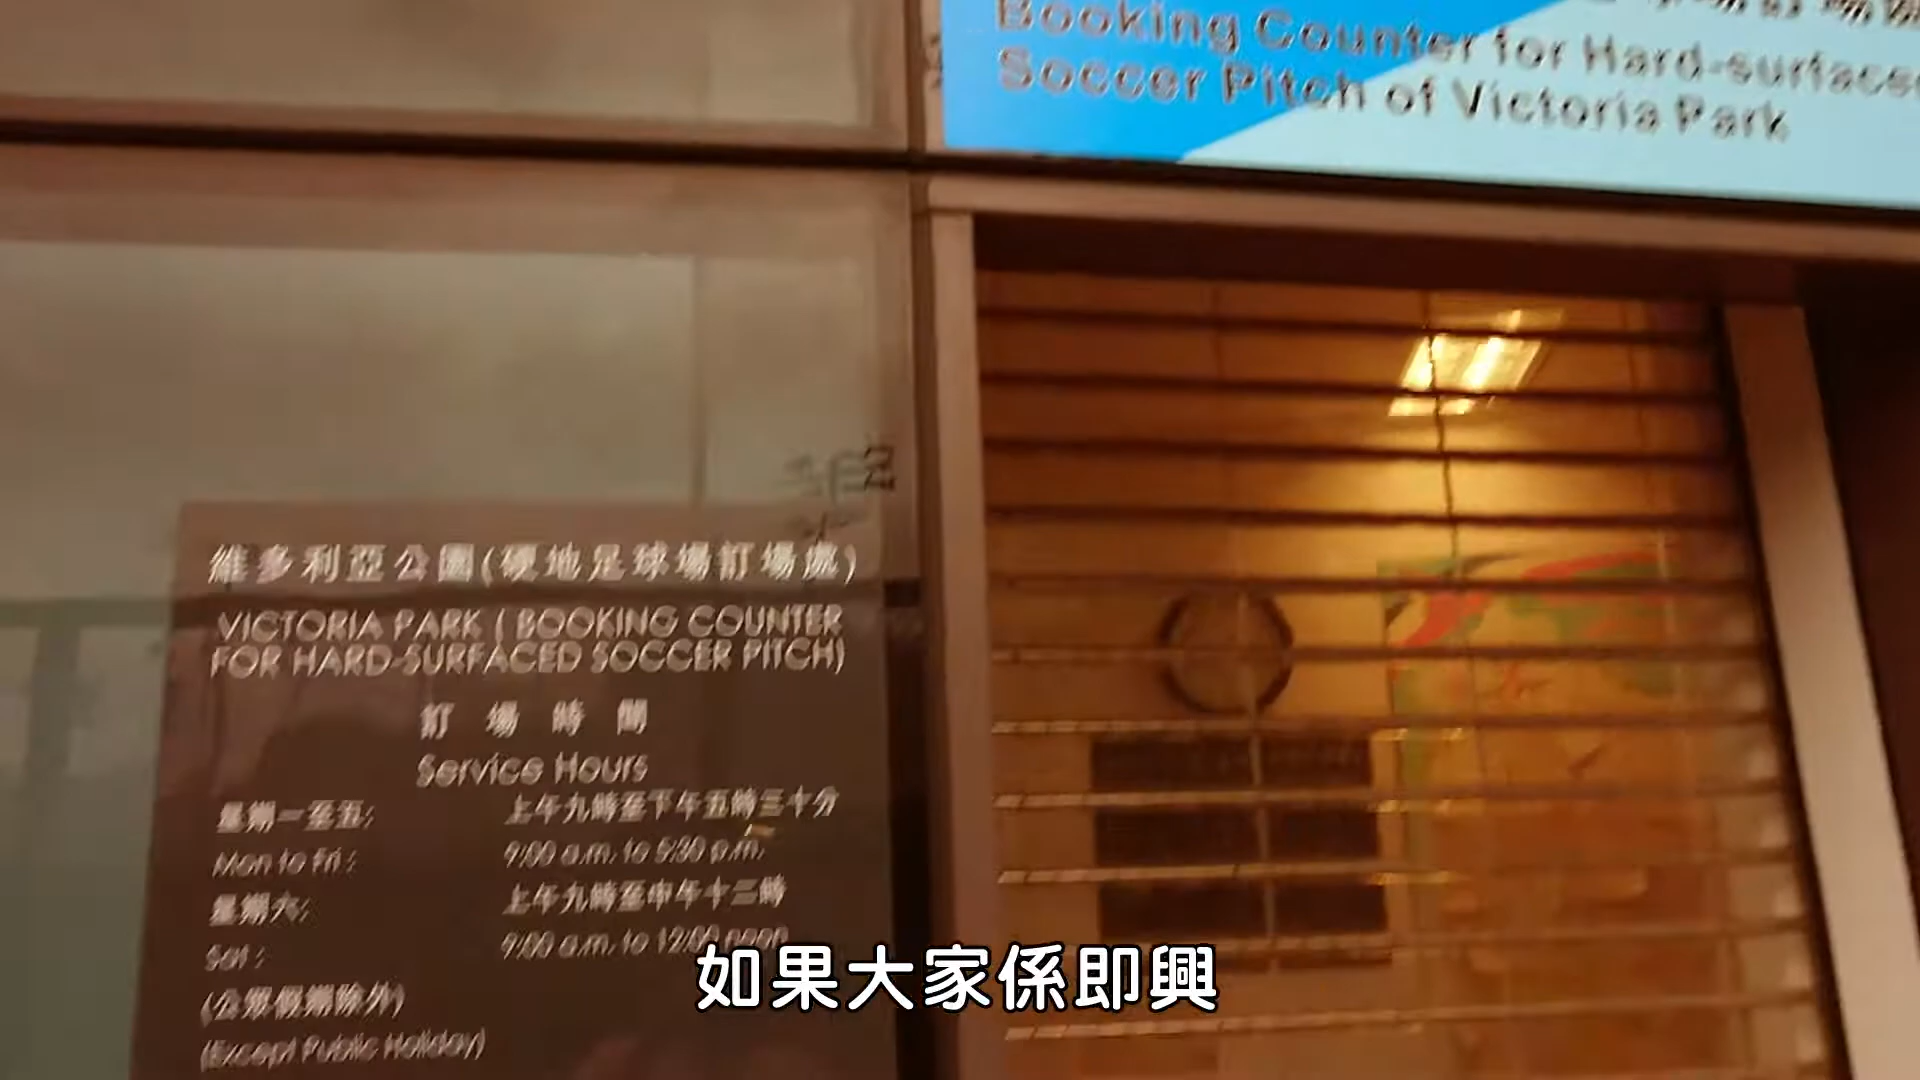 Booking Counter for Hard-surfaced
Soccer Pitch of Victoria Park
維多利亞公園(硬地足球場訂場處)
VICTORIA PARK ( BOOKING COUNTER
FOR HARD-SURFACED SOCCER PITCH)
訂場時間
Service Hours
星期一至五: 上午九時至下午五時三十分
Mon to Fri : 9:00 a.m. to 5:30 p.m.
星期六: 上午九時至中午十二時
Sat : 9:00 a.m. to 12:00 noon
(公眾假期除外)
(Except Public Holiday)
如果大家係即興